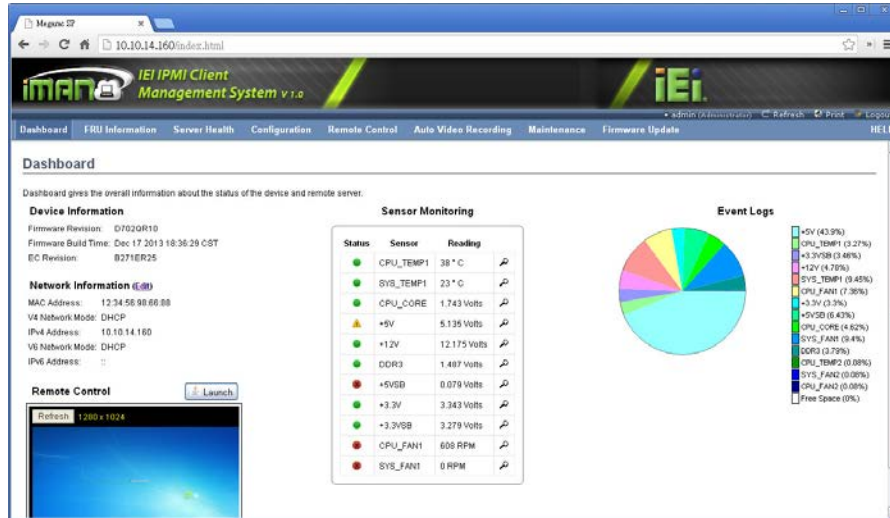 Megarac SP
10.10.14.160/index.html
iMAN
IEI IPMI Client
Management System v 1.0
iEi
admin (Administrator) Refresh Print Logou
Dashboard FRU Information Server Health Configuration Remote Control Auto Video Recording Maintenance Firmware Update HELP
Dashboard
Dashboard gives the overall information about the status of the device and remote server.
Device Information
Firmware Revision: D702QR10
Firmware Build Time: Dec 17 2013 18:36:29 CST
EC Revision: B271ER25
Network Information (Edit)
MAC Address: 12:34:56:98:66:88
V4 Network Mode: DHCP
IPv4 Address: 10.10.14.160
V6 Network Mode: DHCP
IPv6 Address: ::
Remote Control Launch
Refresh 1280 x 1024
Sensor Monitoring
Status Sensor Reading
CPU_TEMP1 38 ° C
SYS_TEMP1 23 ° C
CPU_CORE 1.743 Volts
+5V 5.135 Volts
+12V 12.175 Volts
DDR3 1.487 Volts
+5VSB 0.079 Volts
+3.3V 3.343 Volts
+3.3VSB 3.279 Volts
CPU_FAN1 608 RPM
SYS_FAN1 0 RPM
Event Logs
+5V (43.9%)
CPU_TEMP1 (3.27%)
+3.3VSB (3.46%)
+12V (4.78%)
SYS_TEMP1 (9.45%)
CPU_FAN1 (7.36%)
+3.3V (3.3%)
+5VSB (6.43%)
CPU_CORE (4.62%)
SYS_FAN1 (9.4%)
DDR3 (3.79%)
CPU_TEMP2 (0.08%)
SYS_FAN2 (0.08%)
CPU_FAN2 (0.08%)
Free Space (0%)